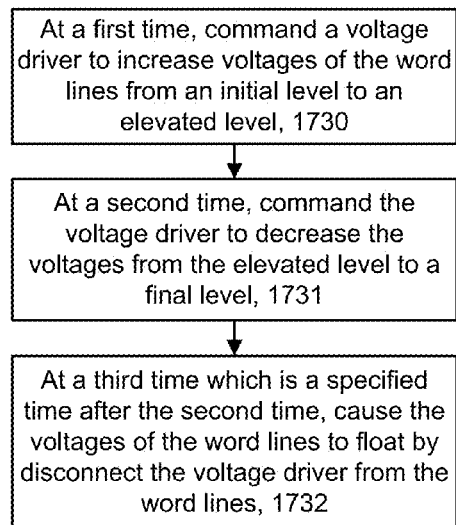 At a first time, command a voltage
driver to increase voltages of the word
lines from an initial level to an
elevated level, 1730
At a second time, command the
voltage driver to decrease the
voltages from the elevated level to a
final level, 1731
At a third time which is a specified
time after the second time, cause the
voltages of the word lines to float by
disconnect the voltage driver from the
word lines, 1732